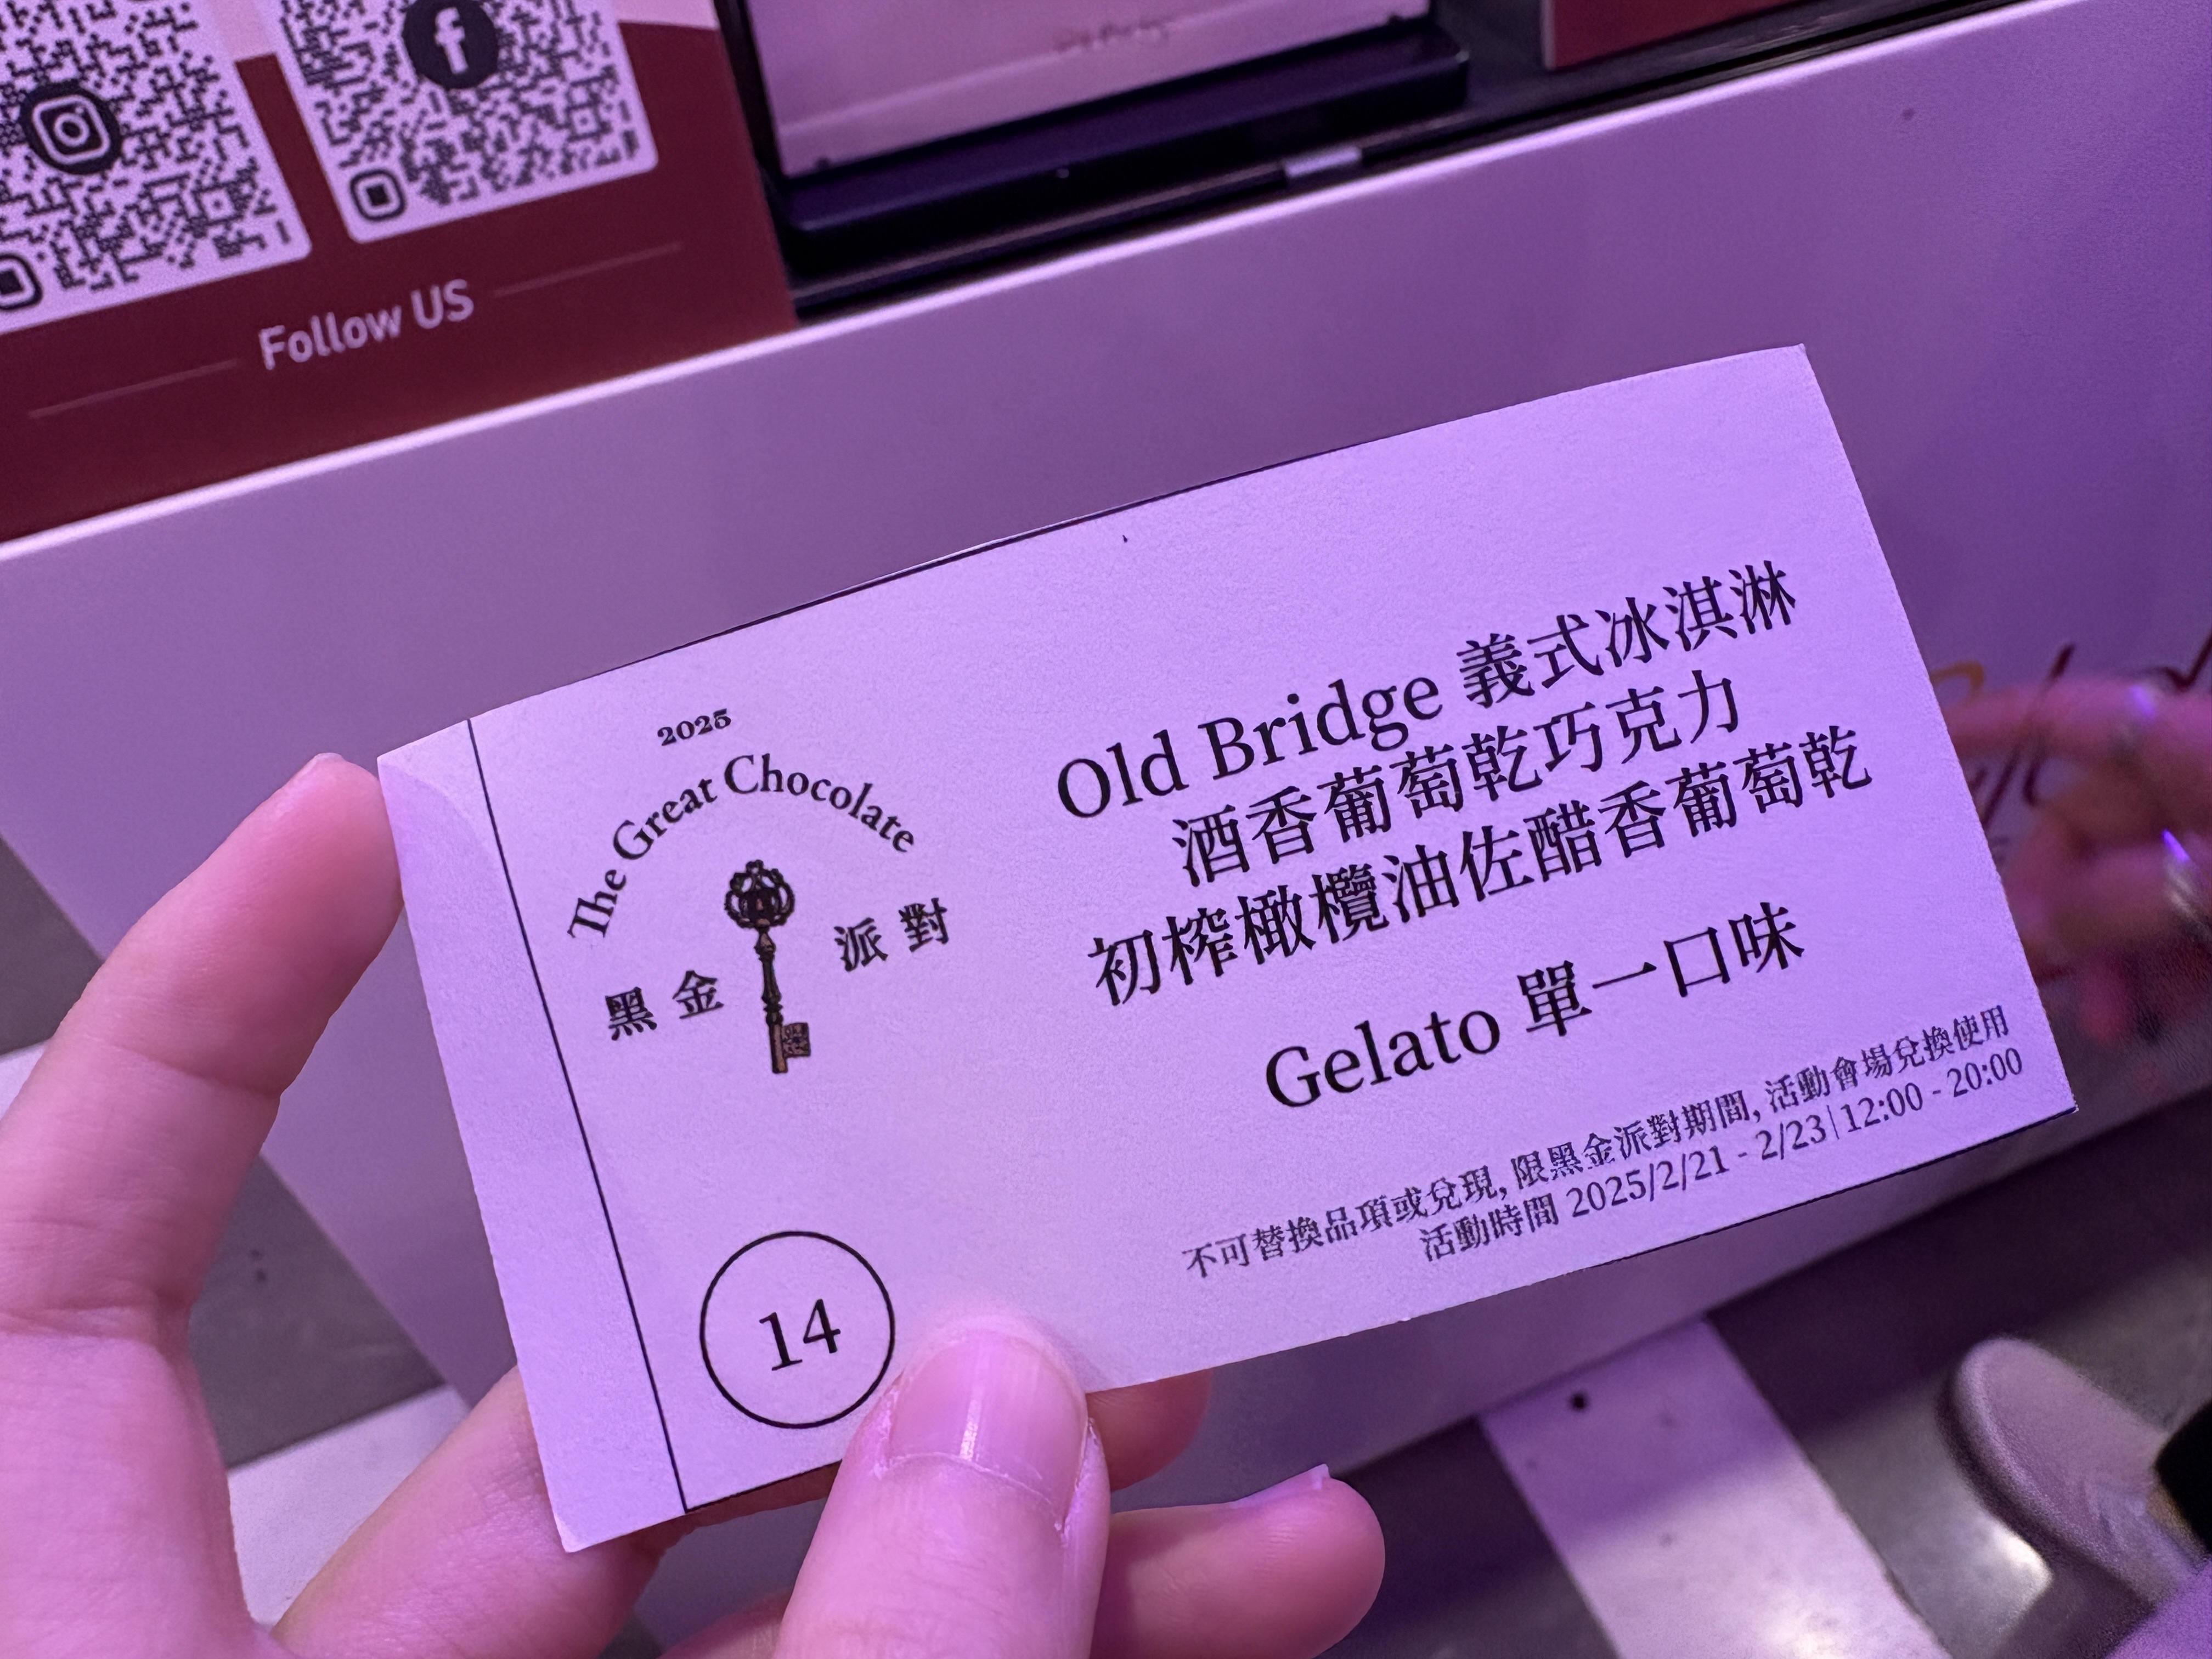 Follow US
2025
The Great Chocolate
黑金派對
14
Old Bridge 義式冰淇淋
酒香葡萄乾巧克力
初榨橄欖油佐醋香葡萄乾
Gelato 單一口味
不可替換品項或兌現, 限黑金派對期間, 活動會場兌換使用
活動時間 2025/2/21 - 2/23|12:00 - 20:00